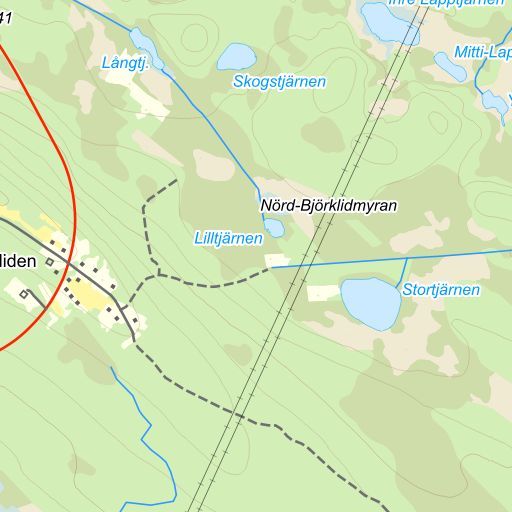 Inre Lapptjärnen
41
Långtj.
Mitti-Lap
Skogstjärnen
Nörd-Björklidmyran
Lilltjärnen
liden
Stortjärnen